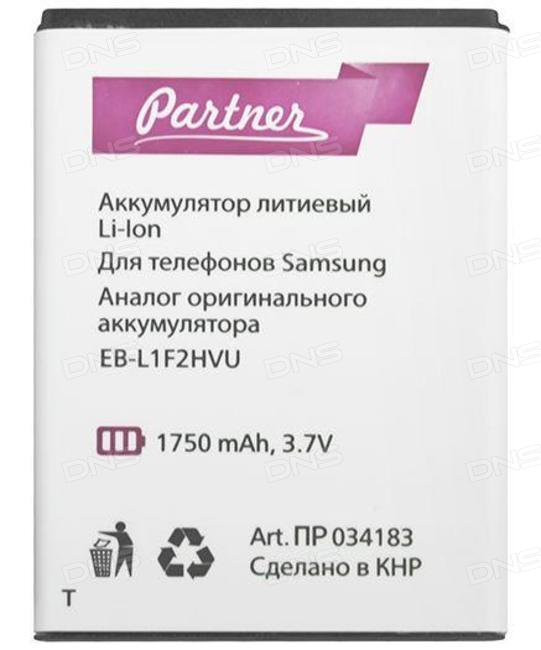 Partner
Аккумулятор литиевый
Li-Ion
Для телефонов Samsung
Аналог оригинального
аккумулятора
EB-L1F2HVU
1750 mAh, 3.7V
Art. ПР 034183
Сделано в КНР
T
DNS